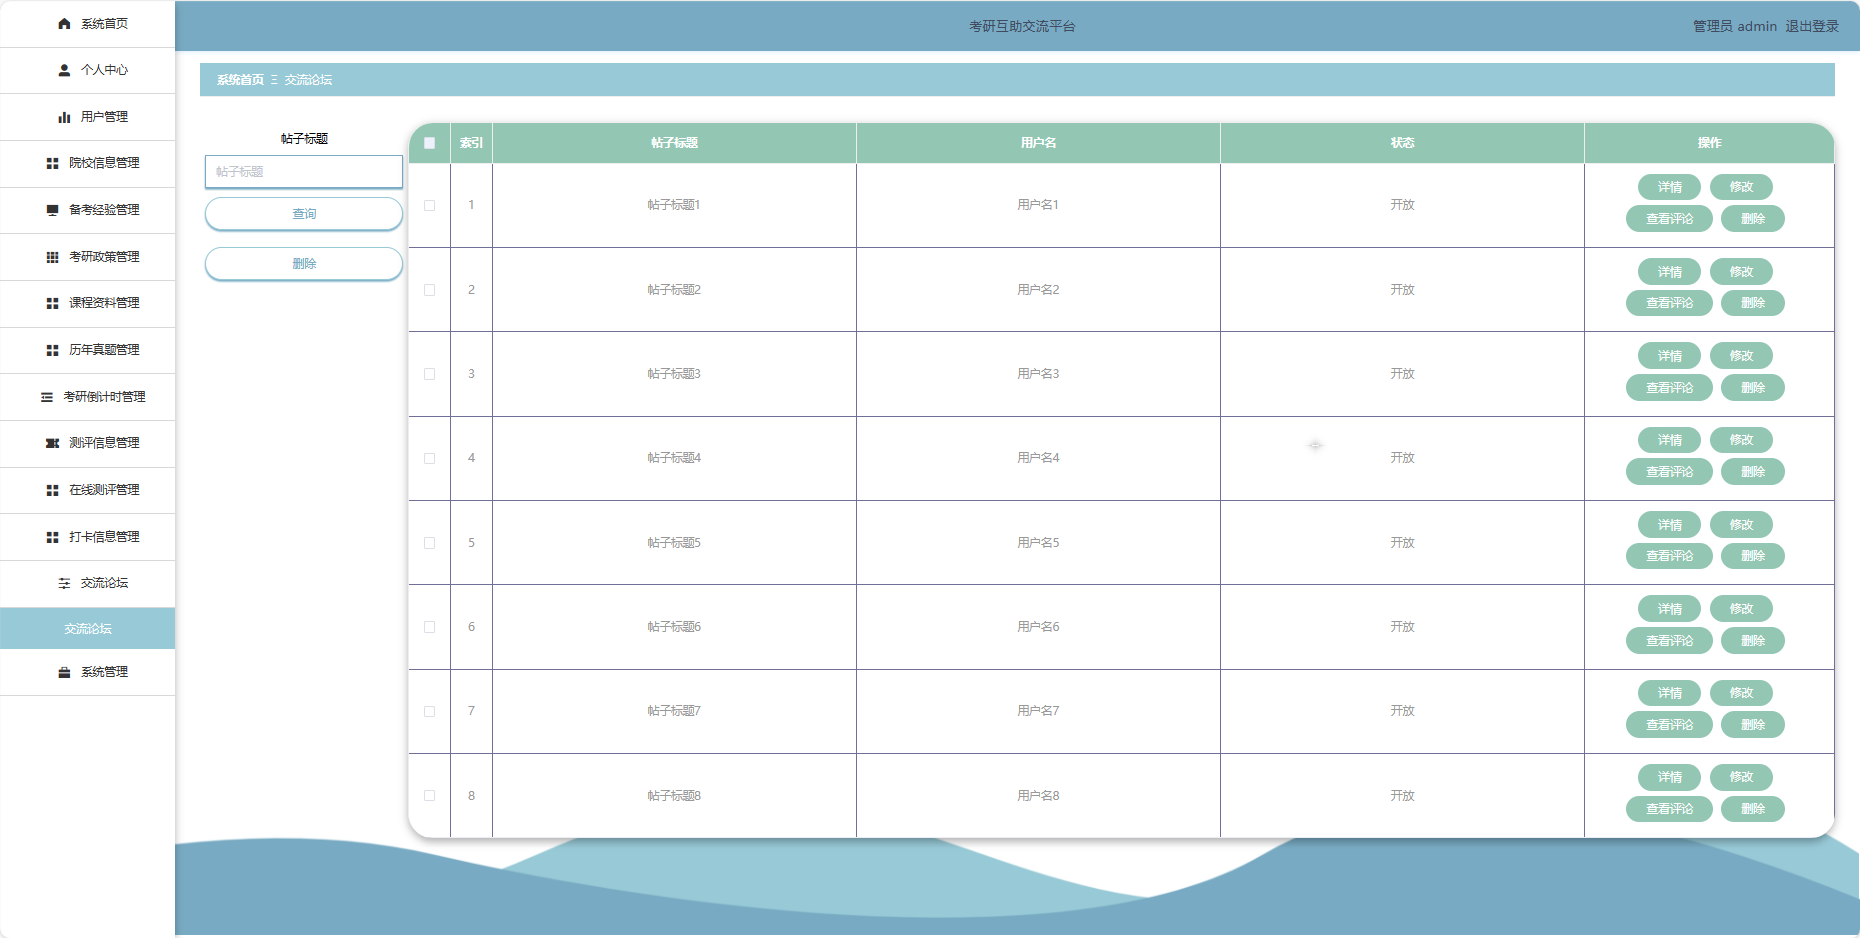 考研互助交流平台
管理员 admin 退出登录
系统首页
个人中心
用户管理
院校信息管理
备考经验管理
考研政策管理
课程资料管理
历年真题管理
考研倒计时管理
测评信息管理
在线测评管理
打卡信息管理
交流论坛
交流论坛
系统管理
系统首页 Ξ 交流论坛
帖子标题
帖子标题
查询
删除
索引 帖子标题 用户名 状态 操作
1 帖子标题1 用户名1 开放 详情 修改
查看评论 删除
2 帖子标题2 用户名2 开放 详情 修改
查看评论 删除
3 帖子标题3 用户名3 开放 详情 修改
查看评论 删除
4 帖子标题4 用户名4 开放 详情 修改
查看评论 删除
5 帖子标题5 用户名5 开放 详情 修改
查看评论 删除
6 帖子标题6 用户名6 开放 详情 修改
查看评论 删除
7 帖子标题7 用户名7 开放 详情 修改
查看评论 删除
8 帖子标题8 用户名8 开放 详情 修改
查看评论 删除